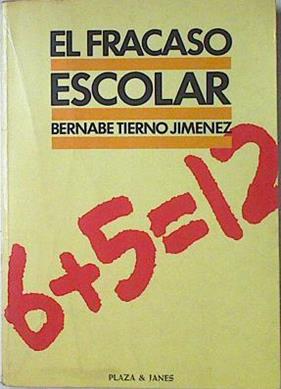 EL FRACASO
ESCOLAR
BERNABE TIERNO JIMENEZ
6+5=12
PLAZA & JANES